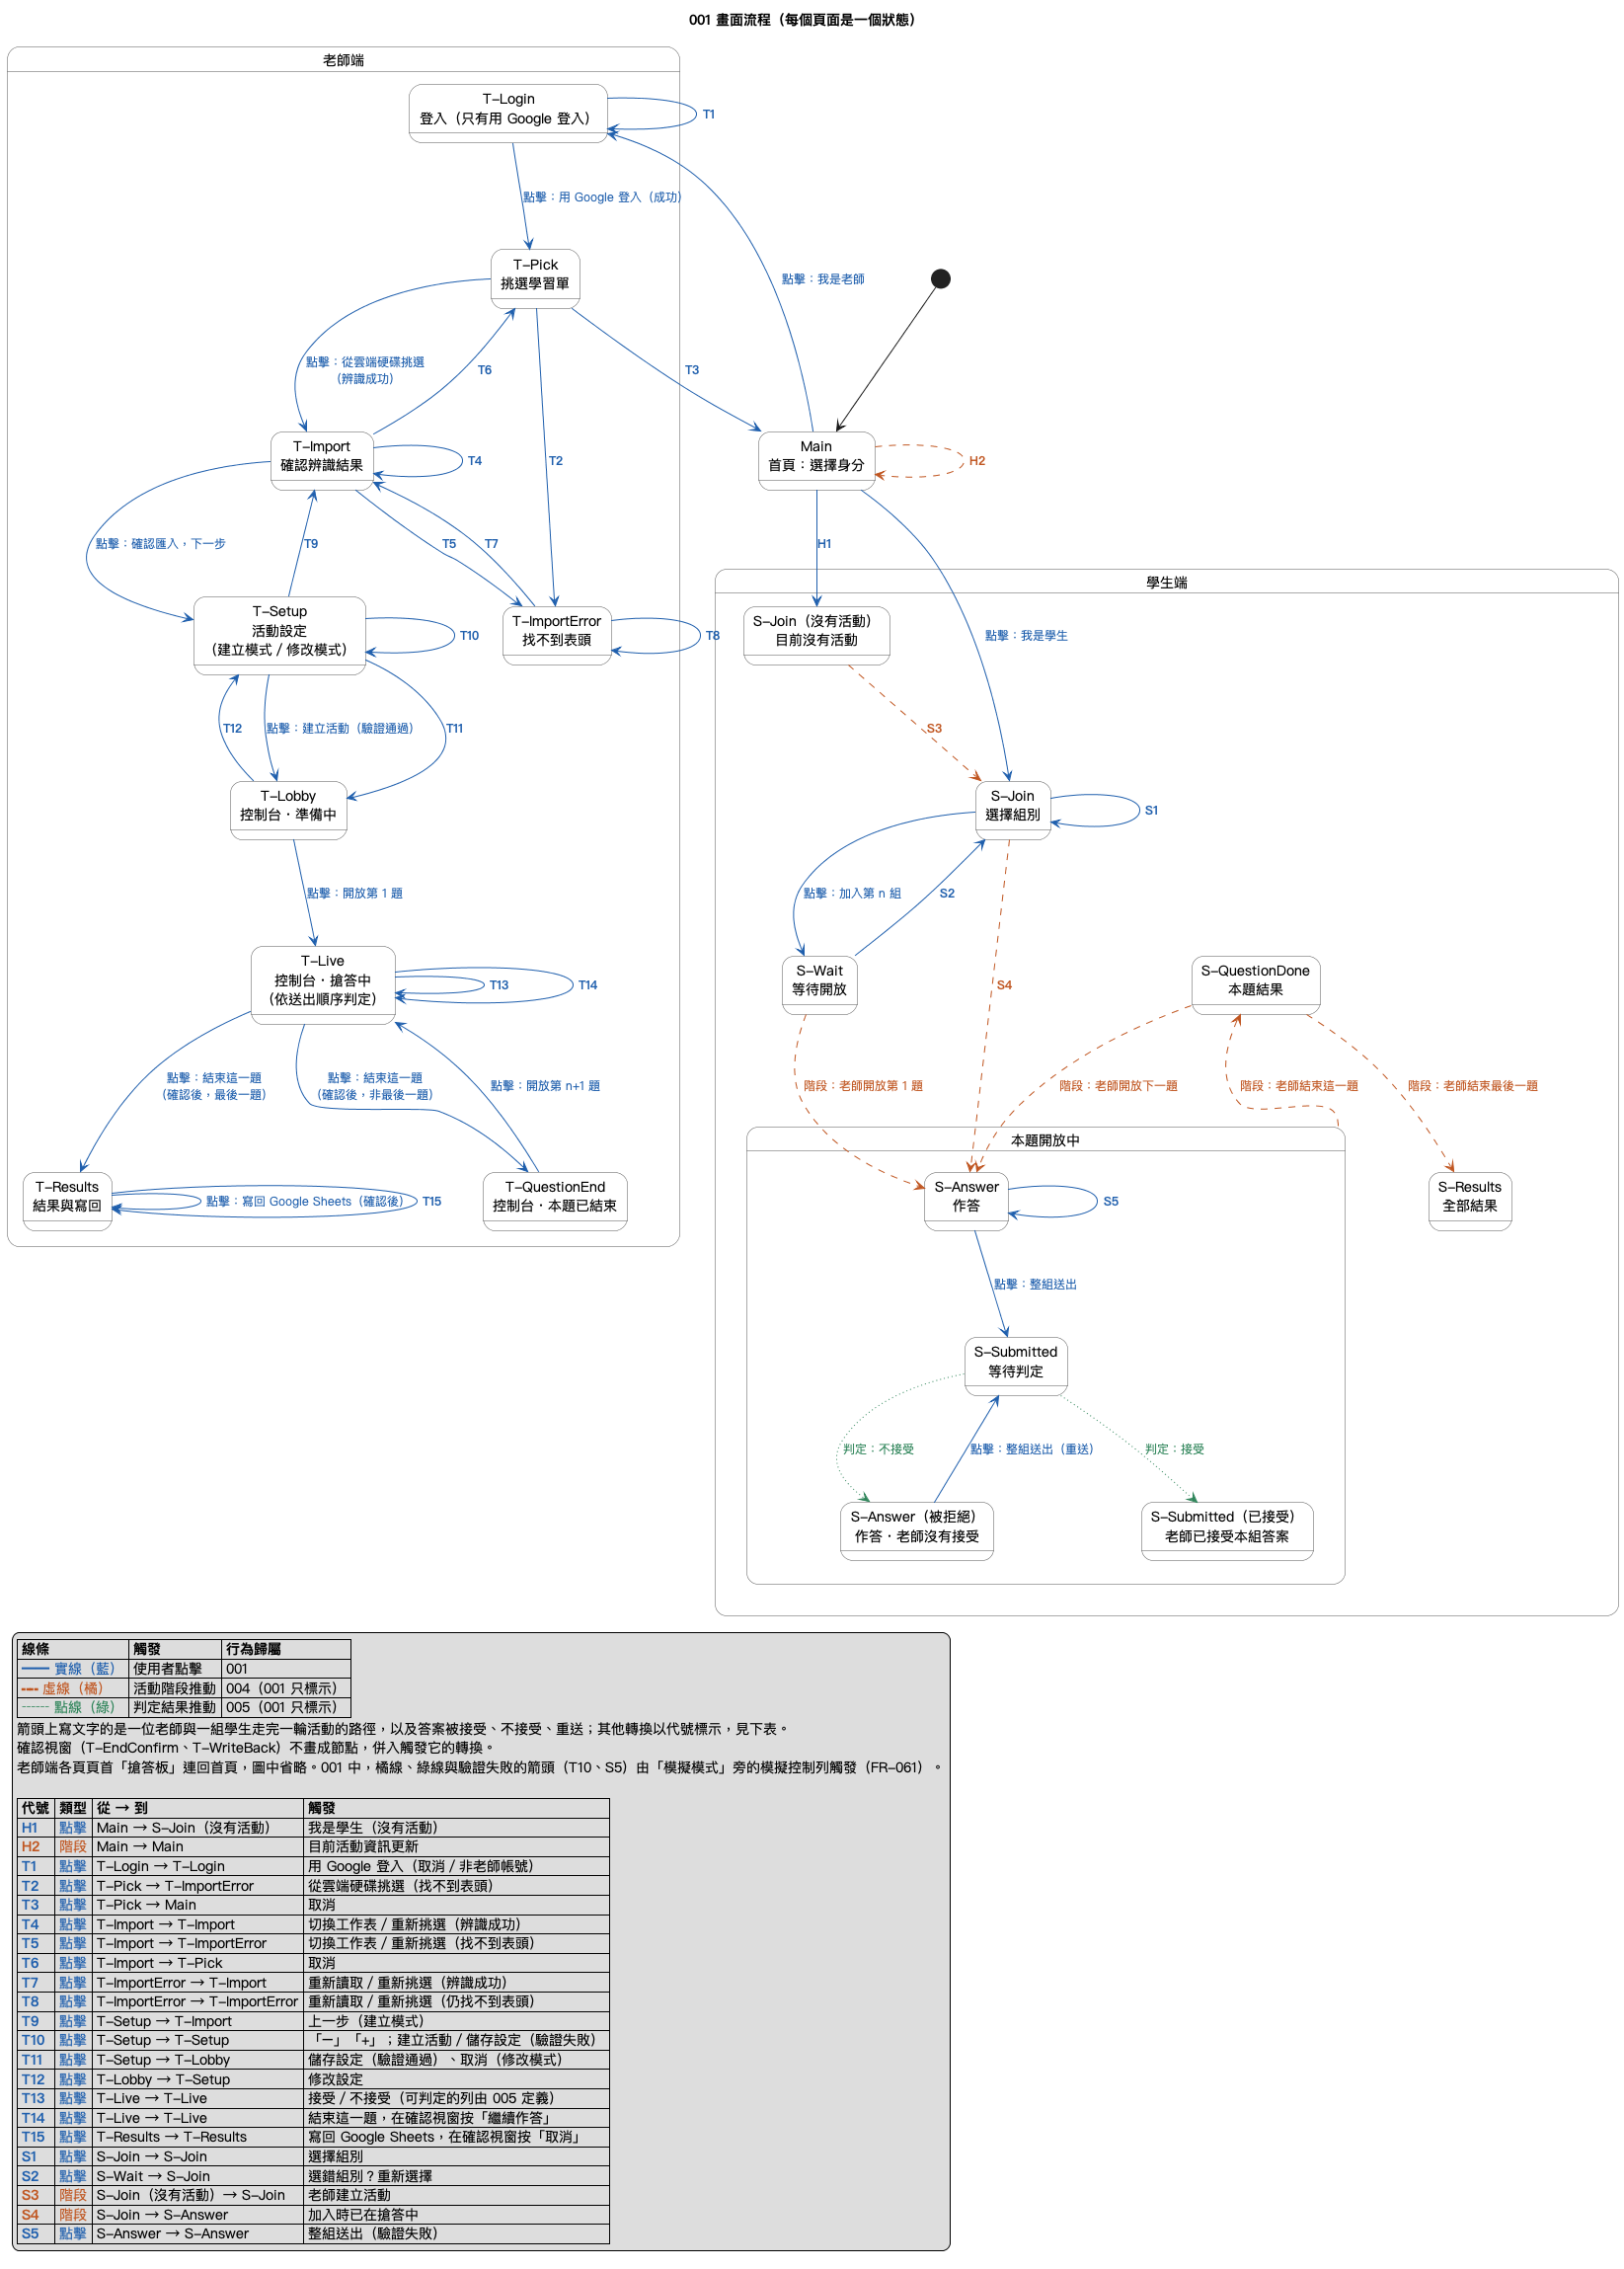 001 畫面流程（每個頁面是一個狀態）
老師端
T-Login
登入（只有用 Google 登入）
T1
點擊：用 Google 登入（成功）
T-Pick
挑選學習單
點擊：我是老師
點擊：從雲端硬碟挑選
（辨識成功）
T6
T3
T-Import
確認辨識結果
T4
T2
Main
首頁：選擇身分
H2
點擊：確認匯入，下一步
T9
T5
T7
H1
學生端
T-Setup
活動設定
（建立模式 / 修改模式）
T10
T-ImportError
找不到表頭
T8
S-Join（沒有活動）
目前沒有活動
點擊：我是學生
T12
點擊：建立活動（驗證通過）
T11
S3
T-Lobby
控制台・準備中
S-Join
選擇組別
S1
點擊：開放第 1 題
點擊：加入第 n 組
S2
T-Live
控制台・搶答中
（依送出順序判定）
T13
T14
S-Wait
等待開放
S4
S-QuestionDone
本題結果
點擊：結束這一題
（確認後，最後一題）
點擊：結束這一題
（確認後，非最後一題）
點擊：開放第 n+1 題
階段：老師開放第 1 題
階段：老師開放下一題
階段：老師結束這一題
階段：老師結束最後一題
本題開放中
T-Results
結果與寫回
點擊：寫回 Google Sheets（確認後）
T15
T-QuestionEnd
控制台・本題已結束
S-Answer
作答
S5
S-Results
全部結果
點擊：整組送出
S-Submitted
等待判定
判定：不接受
點擊：整組送出（重送）
判定：接受
S-Answer（被拒絕）
作答・老師沒有接受
S-Submitted（已接受）
老師已接受本組答案
線條 觸發 行為歸屬
實線（藍） 使用者點擊 001
虛線（橘） 活動階段推動 004（001 只標示）
點線（綠） 判定結果推動 005（001 只標示）
箭頭上寫文字的是一位老師與一組學生走完一輪活動的路徑，以及答案被接受、不接受、重送；其他轉換以代號標示，見下表。
確認視窗（T-EndConfirm、T-WriteBack）不畫成節點，併入觸發它的轉換。
老師端各頁頁首「搶答板」連回首頁，圖中省略。001 中，橘線、綠線與驗證失敗的箭頭（T10、S5）由「模擬模式」旁的模擬控制列觸發（FR-061）。
代號 類型 從 → 到 觸發
H1 點擊 Main → S-Join（沒有活動） 我是學生（沒有活動）
H2 階段 Main → Main 目前活動資訊更新
T1 點擊 T-Login → T-Login 用 Google 登入（取消 / 非老師帳號）
T2 點擊 T-Pick → T-ImportError 從雲端硬碟挑選（找不到表頭）
T3 點擊 T-Pick → Main 取消
T4 點擊 T-Import → T-Import 切換工作表 / 重新挑選（辨識成功）
T5 點擊 T-Import → T-ImportError 切換工作表 / 重新挑選（找不到表頭）
T6 點擊 T-Import → T-Pick 取消
T7 點擊 T-ImportError → T-Import 重新讀取 / 重新挑選（辨識成功）
T8 點擊 T-ImportError → T-ImportError 重新讀取 / 重新挑選（仍找不到表頭）
T9 點擊 T-Setup → T-Import 上一步（建立模式）
T10 點擊 T-Setup → T-Setup 「−」「+」；建立活動 / 儲存設定（驗證失敗）
T11 點擊 T-Setup → T-Lobby 儲存設定（驗證通過）、取消（修改模式）
T12 點擊 T-Lobby → T-Setup 修改設定
T13 點擊 T-Live → T-Live 接受 / 不接受（可判定的列由 005 定義）
T14 點擊 T-Live → T-Live 結束這一題，在確認視窗按「繼續作答」
T15 點擊 T-Results → T-Results 寫回 Google Sheets，在確認視窗按「取消」
S1 點擊 S-Join → S-Join 選擇組別
S2 點擊 S-Wait → S-Join 選錯組別？重新選擇
S3 階段 S-Join（沒有活動）→ S-Join 老師建立活動
S4 階段 S-Join → S-Answer 加入時已在搶答中
S5 點擊 S-Answer → S-Answer 整組送出（驗證失敗）